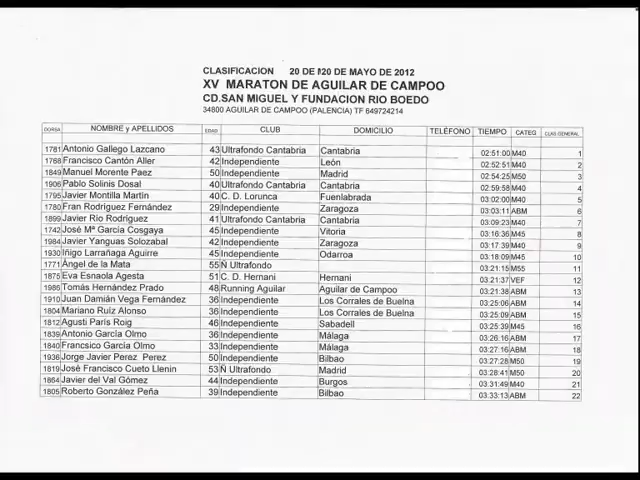 CLASIFICACION 20 DE M20 DE MAYO DE 2012
XV MARATON DE AGUILAR DE CAMPOO
CD.SAN MIGUEL Y FUNDACION RIO BOEDO
34800 AGUILAR DE CAMPOO (PALENCIA) TF 649724214
DORSA NOMBRE y APELLIDOS EDAD CLUB DOMICILIO TELÉFONO TIEMPO CATEG CLAS GENERAL
1781 Antonio Gallego Lazcano 43 Ultrafondo Cantabria Cantabria 02:51:00 M40 1
1768 Francisco Cantón Aller 42 Independiente León 02:52:51 M40 2
1849 Manuel Morente Paez 50 Independiente Madrid 02:54:25 M50 3
1906 Pablo Solinis Dosal 40 Ultrafondo Cantabria Cantabria 02:59:58 M40 4
1795 Javier Montilla Martin 40 C. D. Lorunca Fuenlabrada 03:02:00 M40 5
1780 Fran Rodríguez Fernández 29 Independiente Zaragoza 03:03:11 ABM 6
1899 Javier Río Rodríguez 41 Ultrafondo Cantabria Cantabria 03:09:23 M40 7
1742 José Mª García Cosgaya 45 Independiente Vitoria 03:16:36 M45 8
1984 Javier Yanguas Solozabal 42 Independiente Zaragoza 03:17:39 M40 9
1930 Iñigo Larrañaga Aguirre 45 Independiente Odarroa 03:18:09 M45 10
1771 Ángel de la Mata 55 Ñ Ultrafondo 03:21:15 M55 11
1875 Eva Esnaola Agesta 51 C. D. Hernani Hernani 03:21:37 VEF 12
1986 Tomás Hernández Prado 48 Running Aguilar Aguilar de Campoo 03:21:38 ABM 13
1910 Juan Damián Vega Fernández 36 Independiente Los Corrales de Buelna 03:25:06 ABM 14
1804 Mariano Ruíz Alonso 36 Independiente Los Corrales de Buelna 03:25:09 ABM 15
1812 Agusti París Roig 46 Independiente Sabadell 03:25:39 M45 16
1839 Antonio García Olmo 36 Independiente Málaga 03:26:16 ABM 17
1840 Francsico García Olmo 33 Independiente Málaga 03:27:16 ABM 18
1936 Jorge Javier Perez Perez 50 Independiente Bilbao 03:27:28 M50 19
1819 José Francisco Cueto Llenin 53 Ñ Ultrafondo Madrid 03:28:41 M50 20
1864 Javier del Val Gómez 44 Independiente Burgos 03:31:49 M40 21
1805 Roberto González Peña 39 Independiente Bilbao 03:33:13 ABM 22